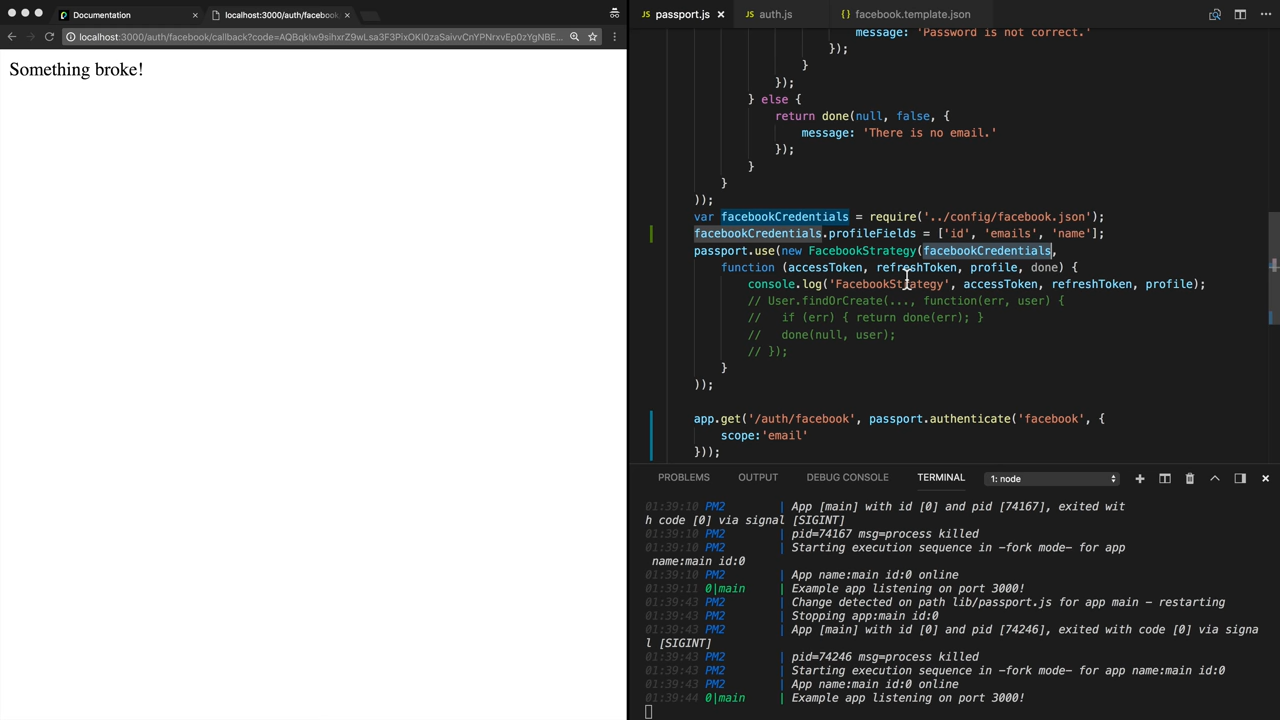 Documentation ×
localhost:3000/auth/facebook ×
localhost:3000/auth/facebook/callback?code=AQBqklw9sihxrZ9wLsa3F3PixOKI0zaSaivvCnYPNrxvEp0zYgNBE...
Something broke!
JS passport.js ×
JS auth.js
{} facebook.template.json
message: 'Password is not correct.'
});
}
});
} else {
return done(null, false, {
message: 'There is no email.'
});
}
}
));
var facebookCredentials = require('../config/facebook.json');
facebookCredentials.profileFields = ['id', 'emails', 'name'];
passport.use(new FacebookStrategy(facebookCredentials,
function (accessToken, refreshToken, profile, done) {
console.log('FacebookStrategy', accessToken, refreshToken, profile);
// User.findOrCreate(..., function(err, user) {
//   if (err) { return done(err); }
//   done(null, user);
// });
}
));
app.get('/auth/facebook', passport.authenticate('facebook', {
scope:'email'
}));
PROBLEMS OUTPUT DEBUG CONSOLE TERMINAL 1: node
01:39:10 PM2 | App [main] with id [0] and pid [74167], exited wit
h code [0] via signal [SIGINT]
01:39:10 PM2 | pid=74167 msg=process killed
01:39:10 PM2 | Starting execution sequence in -fork mode- for app
name:main id:0
01:39:10 PM2 | App name:main id:0 online
01:39:11 0|main | Example app listening on port 3000!
01:39:43 PM2 | Change detected on path lib/passport.js for app main - restarting
01:39:43 PM2 | Stopping app:main id:0
01:39:43 PM2 | App [main] with id [0] and pid [74246], exited with code [0] via signa
l [SIGINT]
01:39:43 PM2 | pid=74246 msg=process killed
01:39:43 PM2 | Starting execution sequence in -fork mode- for app name:main id:0
01:39:43 PM2 | App name:main id:0 online
01:39:44 0|main | Example app listening on port 3000!